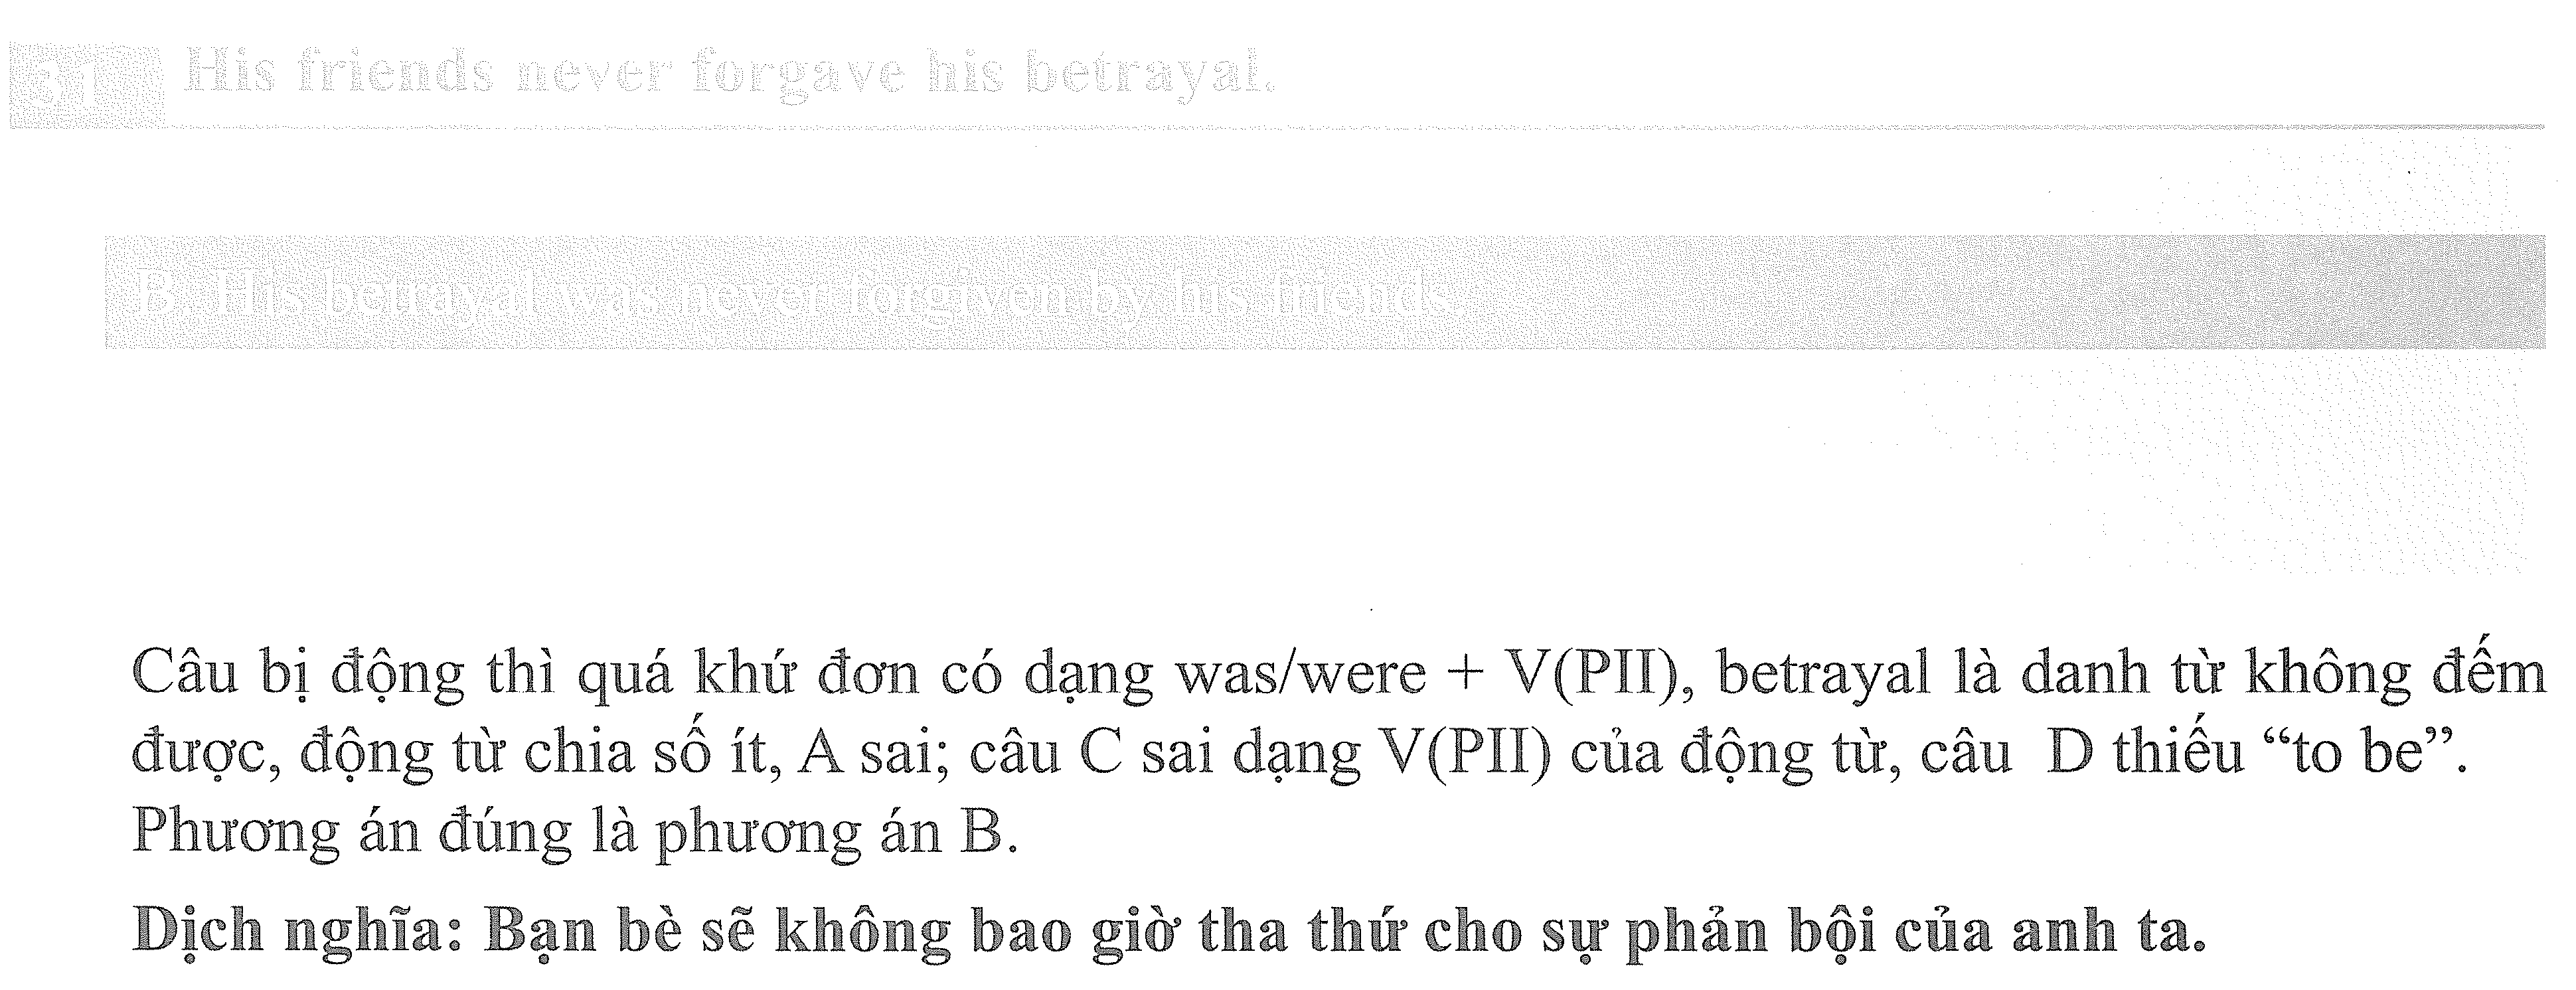 31 His friends never forgave his betrayal.
B. His betrayal was never forgiven by his friends.
Câu bị động thì quá khứ đơn có dạng was/were + V(PII), betrayal là danh từ không đếm
được, động từ chia số ít, A sai; câu C sai dạng V(PII) của động từ, câu D thiếu “to be”.
Phương án đúng là phương án B.
Dịch nghĩa: Bạn bè sẽ không bao giờ tha thứ cho sự phản bội của anh ta.